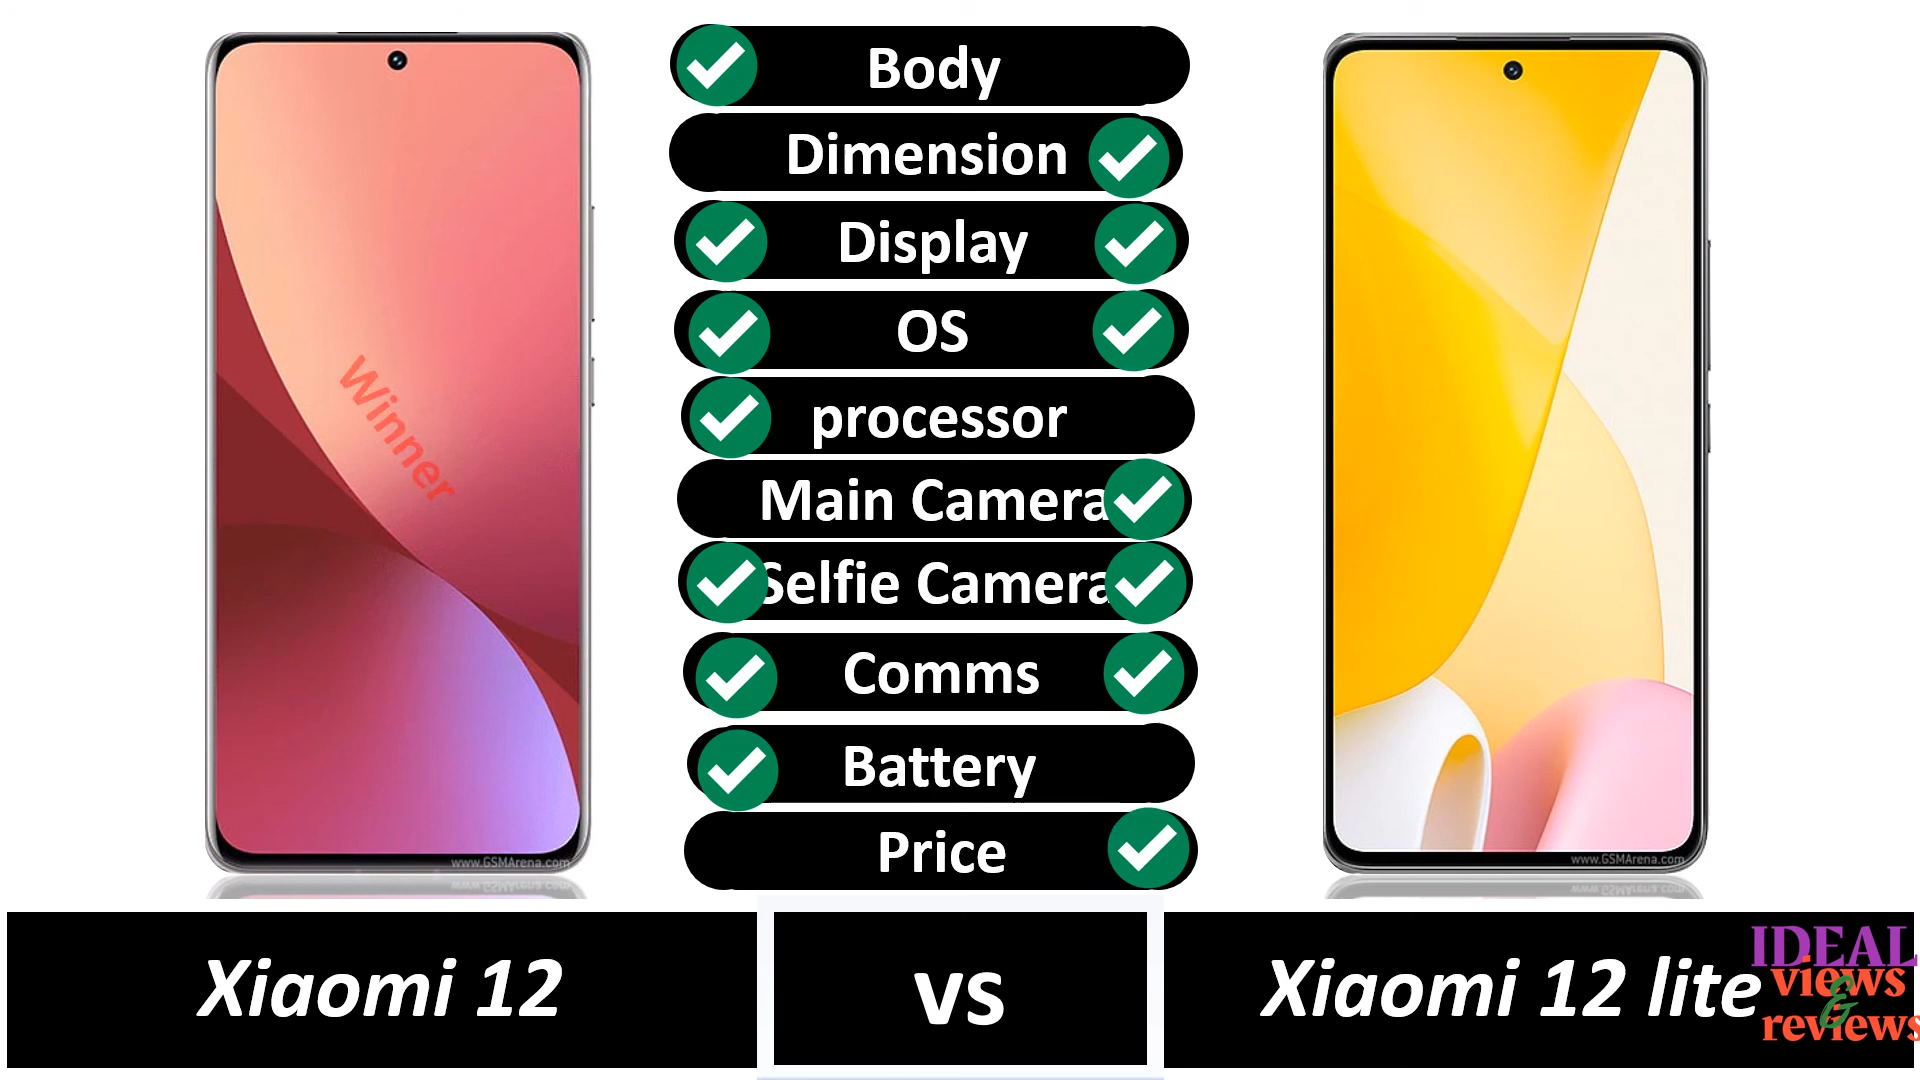 Body
Dimension
Display
OS
processor
Main Camera
Selfie Camera
Comms
Battery
Price
Winner
www.GSMArena.com
www.GSMArena.com
Xiaomi 12
vs
Xiaomi 12 lite
IDEAL
views
&
reviews